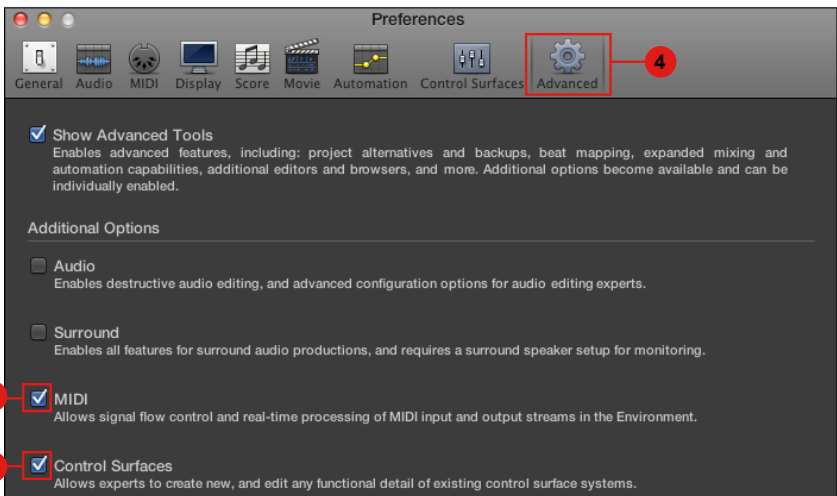 Preferences
General Audio MIDI Display Score Movie Automation Control Surfaces Advanced
4
Show Advanced Tools
Enables advanced features, including: project alternatives and backups, beat mapping, expanded mixing and
automation capabilities, additional editors and browsers, and more. Additional options become available and can be
individually enabled.
Additional Options
Audio
Enables destructive audio editing, and advanced configuration options for audio editing experts.
Surround
Enables all features for surround audio productions, and requires a surround speaker setup for monitoring.
MIDI
Allows signal flow control and real-time processing of MIDI input and output streams in the Environment.
Control Surfaces
Allows experts to create new, and edit any functional detail of existing control surface systems.